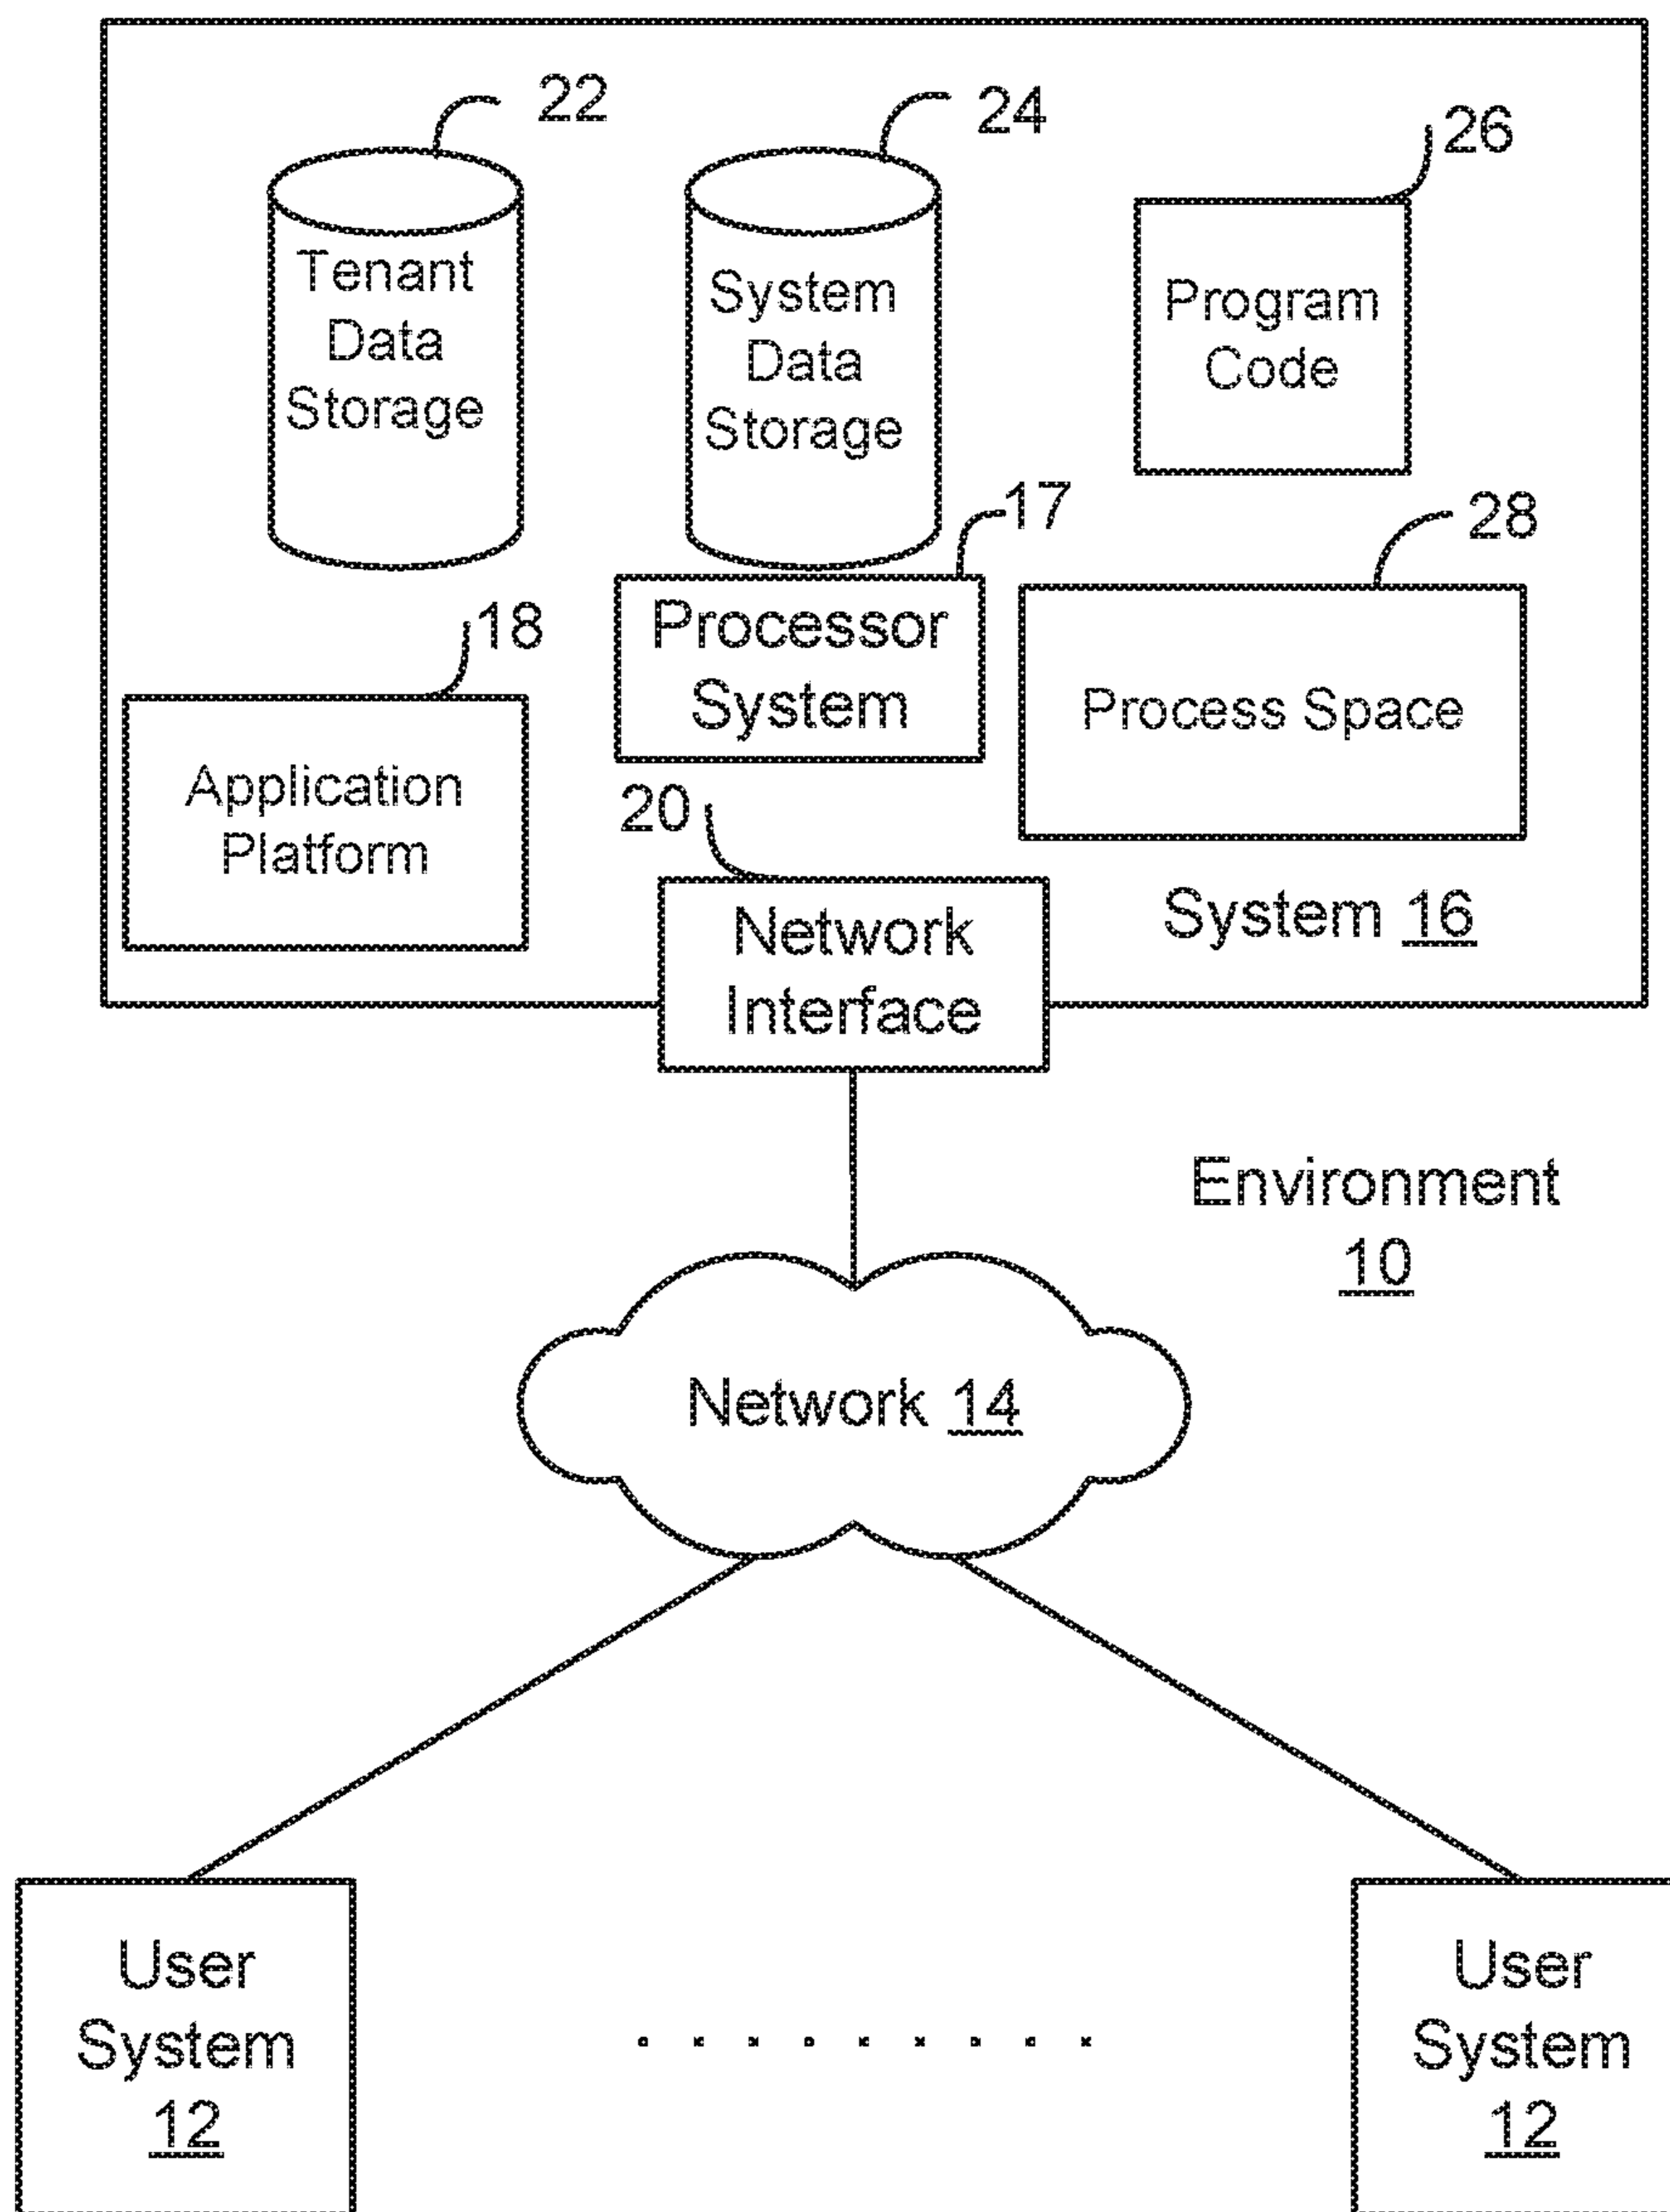 22
24
26
Tenant
Data
Storage
System
Data
Storage
Program
Code
17
28
18
Processor
System
Process Space
Application
Platform
20
Network
Interface
System 16
Environment
10
Network 14
User
System
12
User
System
12